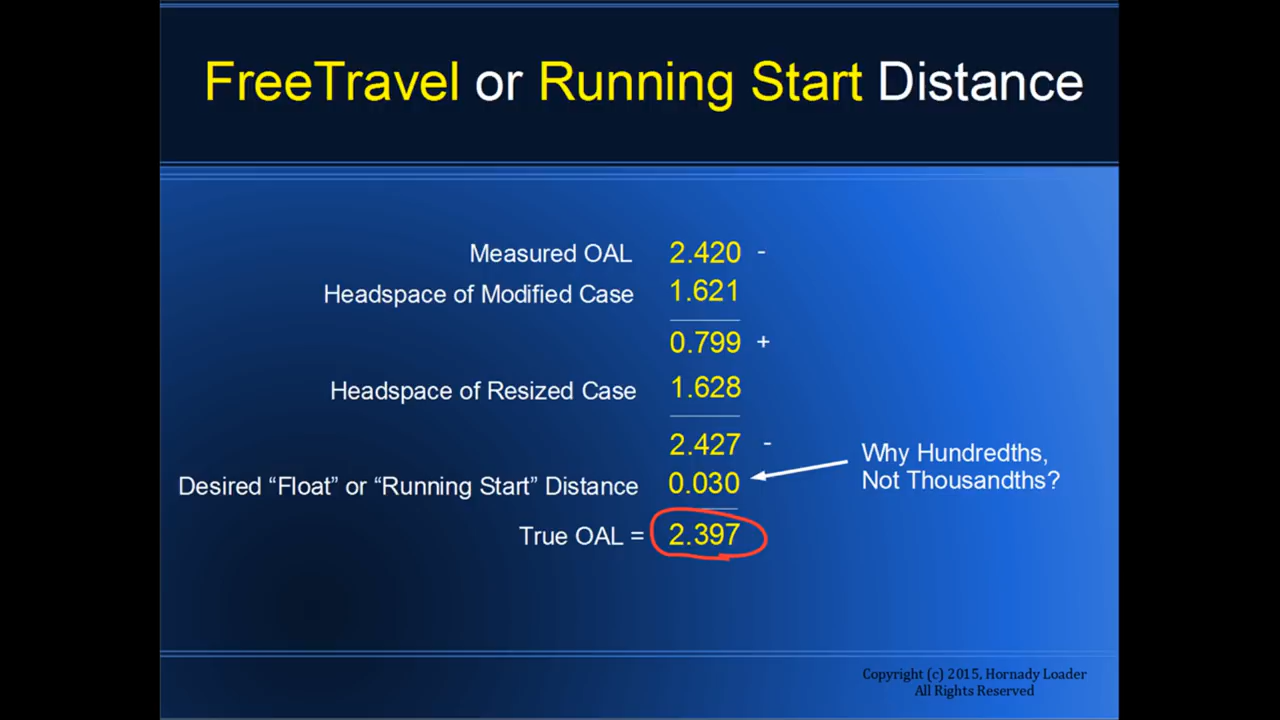 FreeTravel or Running Start Distance
Measured OAL 2.420 -
Headspace of Modified Case 1.621
0.799 +
Headspace of Resized Case 1.628
2.427 -
Why Hundredths,
Not Thousandths?
Desired “Float” or “Running Start” Distance 0.030
True OAL = 2.397
Copyright (c) 2015, Hornady Loader
All Rights Reserved